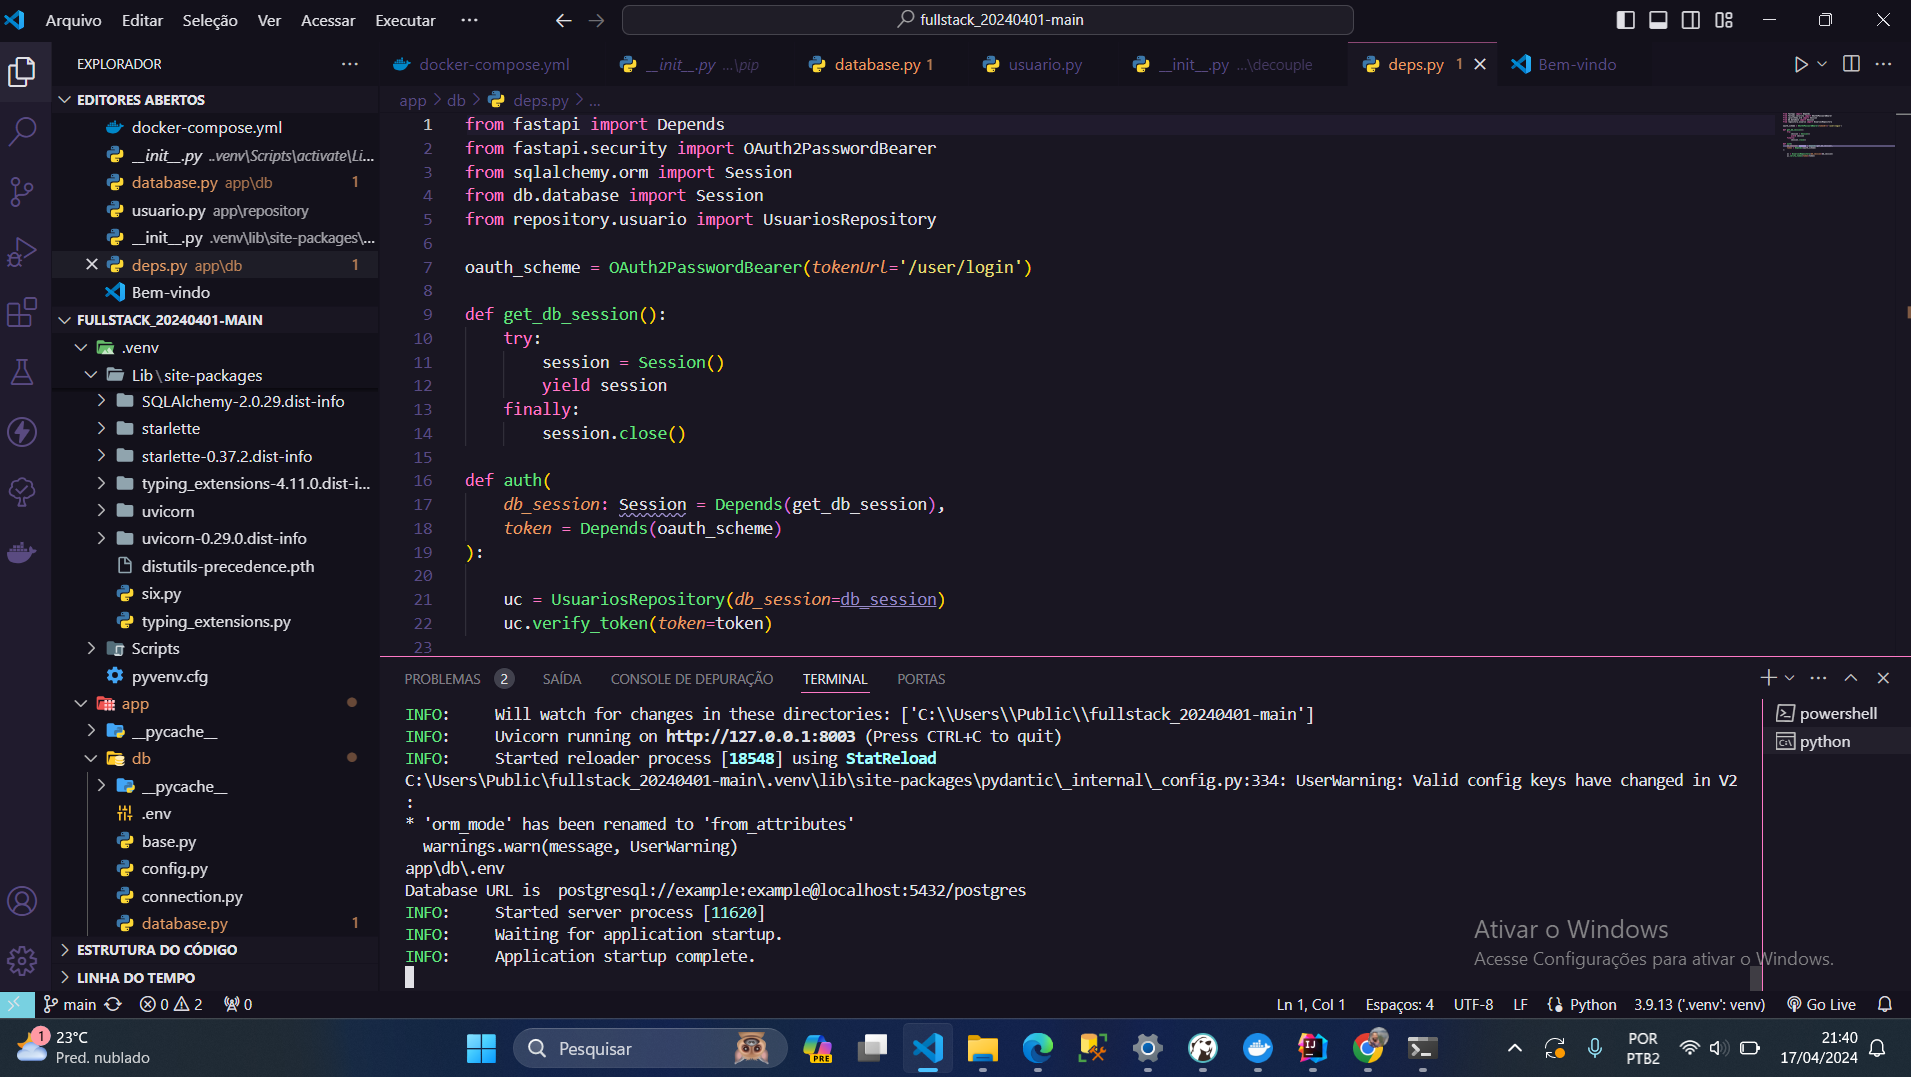 Arquivo Editar Seleção Ver Acessar Executar ···
fullstack_20240401-main
EXPLORADOR ···
EDITORES ABERTOS
docker-compose.yml
__init__.py .venv\Scripts\activate\Li...
database.py app\db 1
usuario.py app\repository
__init__.py .venv\lib\site-packages\...
deps.py app\db 1
Bem-vindo
FULLSTACK_20240401-MAIN
.venv
Lib\site-packages
SQLAlchemy-2.0.29.dist-info
starlette
starlette-0.37.2.dist-info
typing_extensions-4.11.0.dist-i...
uvicorn
uvicorn-0.29.0.dist-info
distutils-precedence.pth
six.py
typing_extensions.py
Scripts
pyvenv.cfg
app
__pycache__
db
__pycache__
.env
base.py
config.py
connection.py
database.py 1
ESTRUTURA DO CÓDIGO
LINHA DO TEMPO
docker-compose.yml __init__.py ...\pip database.py 1 usuario.py __init__.py ...\decouple deps.py 1 Bem-vindo
app > db > deps.py > ...
1 from fastapi import Depends
2 from fastapi.security import OAuth2PasswordBearer
3 from sqlalchemy.orm import Session
4 from db.database import Session
5 from repository.usuario import UsuariosRepository
6
7 oauth_scheme = OAuth2PasswordBearer(tokenUrl='/user/login')
8
9 def get_db_session():
10 try:
11 session = Session()
12 yield session
13 finally:
14 session.close()
15
16 def auth(
17 db_session: Session = Depends(get_db_session),
18 token = Depends(oauth_scheme)
19 ):
20
21 uc = UsuariosRepository(db_session=db_session)
22 uc.verify_token(token=token)
23
PROBLEMAS 2 SAÍDA CONSOLE DE DEPURAÇÃO TERMINAL PORTAS
INFO: Will watch for changes in these directories: ['C:\\Users\\Public\\fullstack_20240401-main']
INFO: Uvicorn running on http://127.0.0.1:8003 (Press CTRL+C to quit)
INFO: Started reloader process [18548] using StatReload
C:\Users\Public\fullstack_20240401-main\.venv\lib\site-packages\pydantic\_internal\_config.py:334: UserWarning: Valid config keys have changed in V2
:
* 'orm_mode' has been renamed to 'from_attributes'
warnings.warn(message, UserWarning)
app\db\.env
Database URL is postgresql://example:example@localhost:5432/postgres
INFO: Started server process [11620]
INFO: Waiting for application startup.
INFO: Application startup complete.
powershell
python
Ativar o Windows
Acesse Configurações para ativar o Windows.
main 0 2 0
Ln 1, Col 1 Espaços: 4 UTF-8 LF Python 3.9.13 ('.venv': venv) Go Live
1
23°C
Pred. nublado
Pesquisar
PRE
POR
PTB2
21:40
17/04/2024